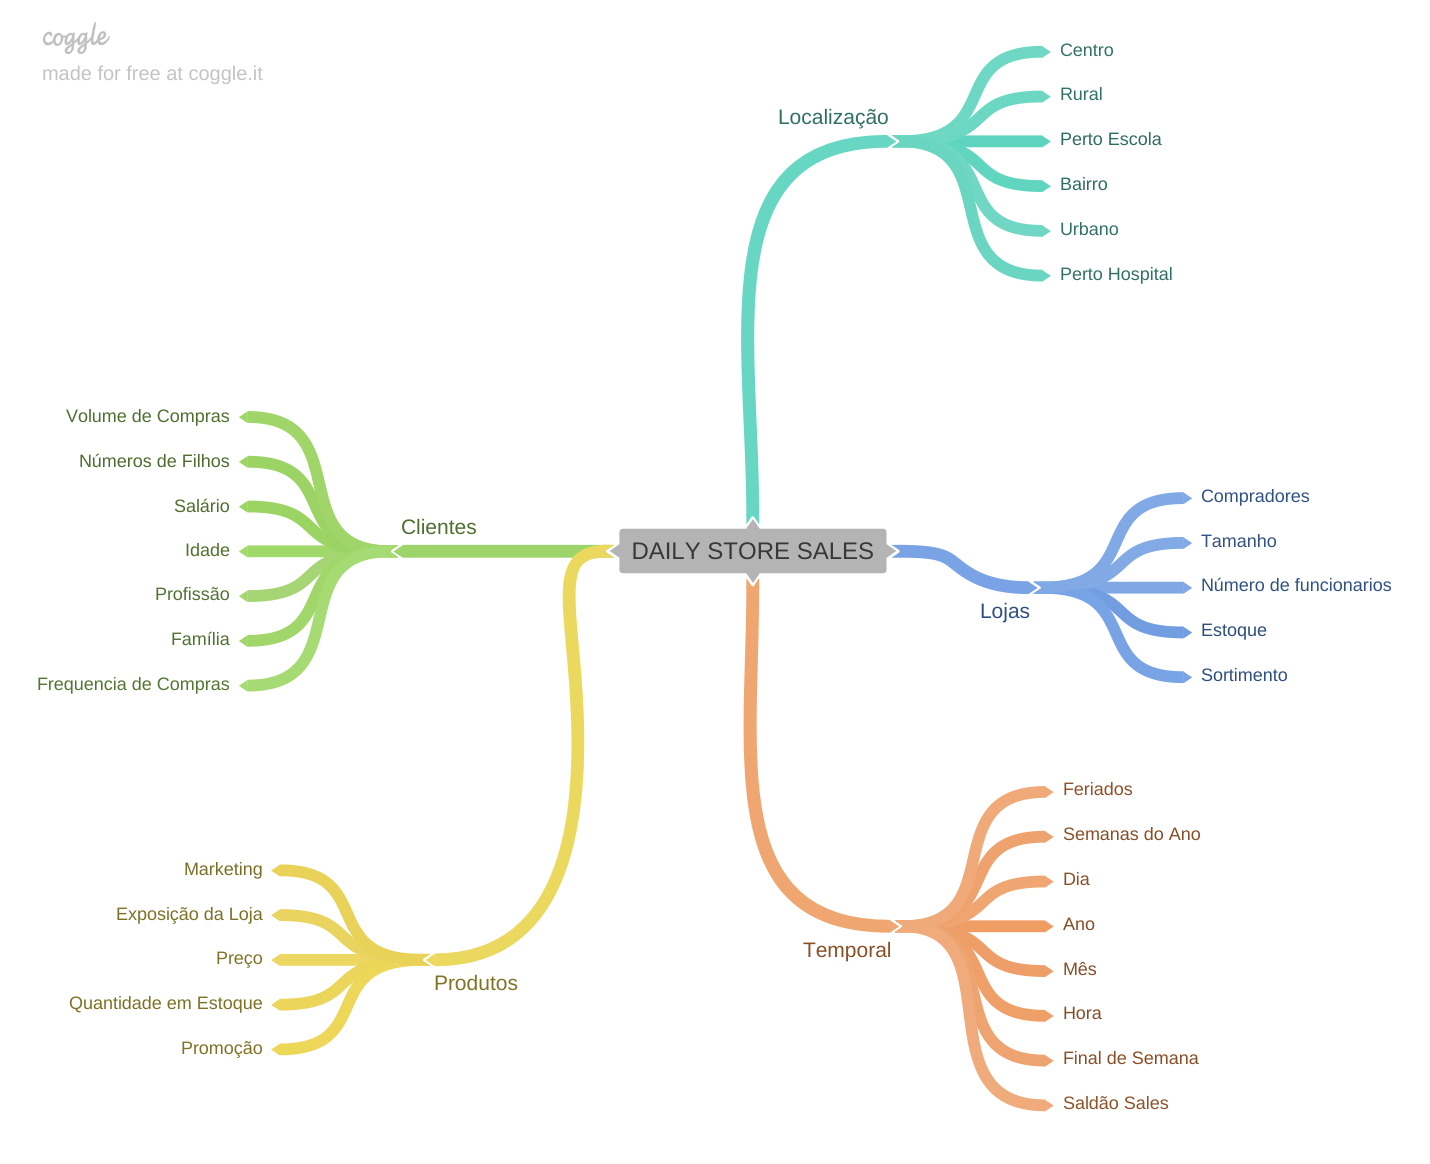 coggle
made for free at coggle.it
Localização
Centro
Rural
Perto Escola
Bairro
Urbano
Perto Hospital
Clientes
Volume de Compras
Números de Filhos
Salário
Idade
Profissão
Família
Frequencia de Compras
DAILY STORE SALES
Lojas
Compradores
Tamanho
Número de funcionarios
Estoque
Sortimento
Produtos
Marketing
Exposição da Loja
Preço
Quantidade em Estoque
Promoção
Temporal
Feriados
Semanas do Ano
Dia
Ano
Mês
Hora
Final de Semana
Saldão Sales